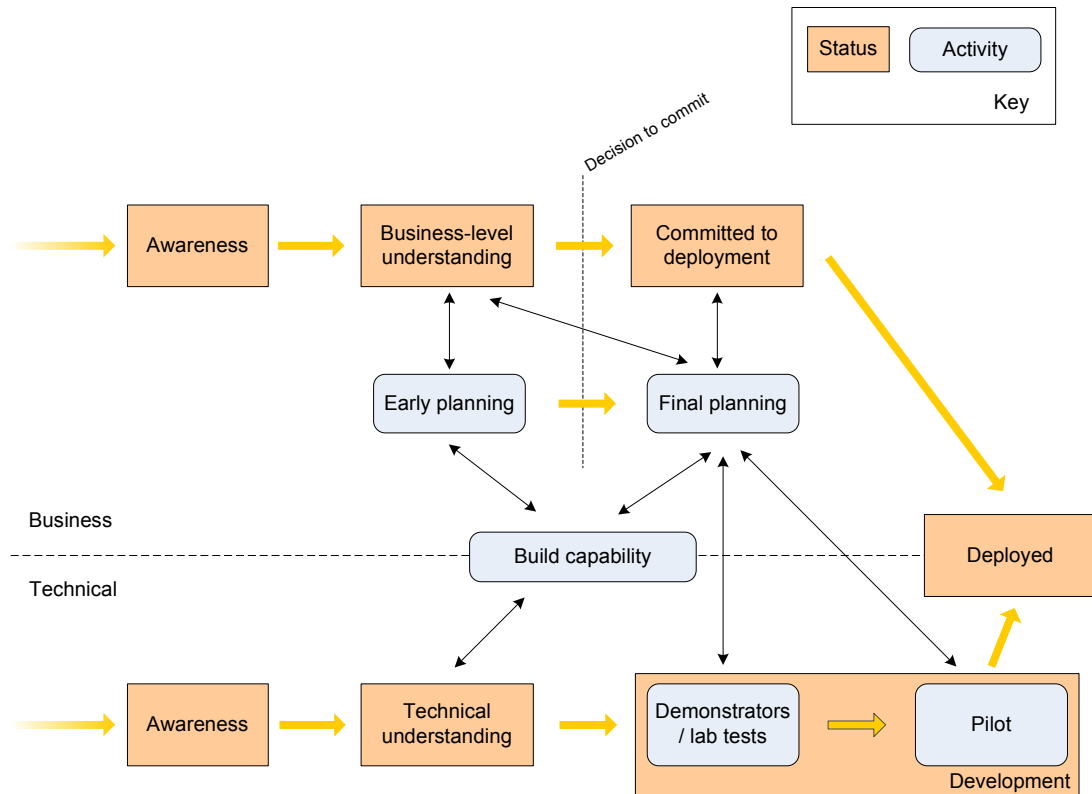 Status
Activity
Key
Decision to commit
Awareness
Business-level
understanding
Committed to
deployment
Early planning
Final planning
Business
Build capability
Deployed
Technical
Awareness
Technical
understanding
Demonstrators
/ lab tests
Pilot
Development